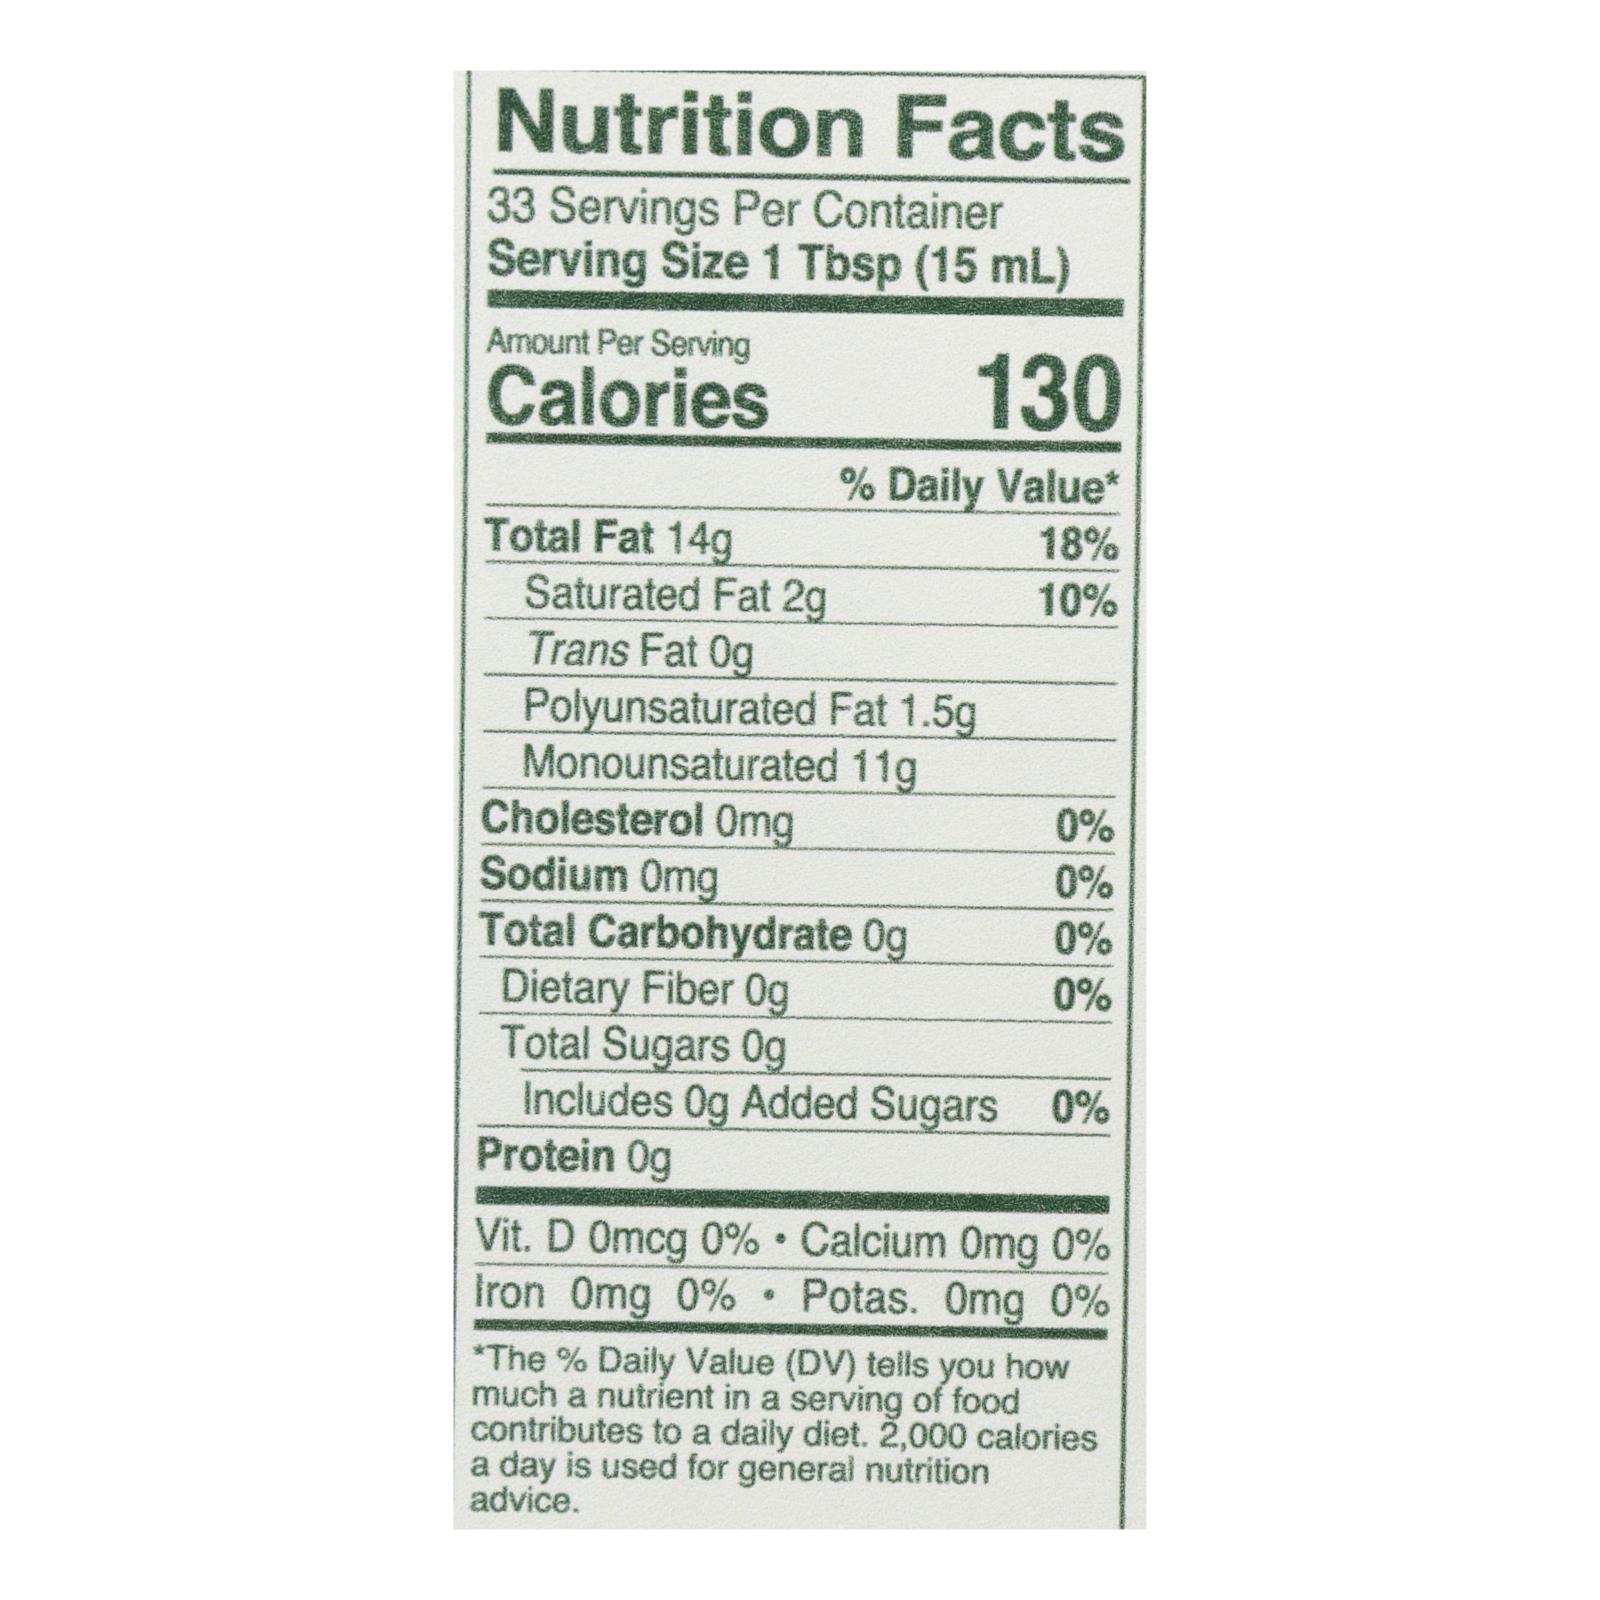 Nutrition Facts
33 Servings Per Container
Serving Size 1 Tbsp (15 mL)
Amount Per Serving
Calories 130
% Daily Value*
Total Fat 14g 18%
Saturated Fat 2g 10%
Trans Fat 0g
Polyunsaturated Fat 1.5g
Monounsaturated 11g
Cholesterol 0mg 0%
Sodium 0mg 0%
Total Carbohydrate 0g 0%
Dietary Fiber 0g 0%
Total Sugars 0g
Includes 0g Added Sugars 0%
Protein 0g
Vit. D 0mcg 0% • Calcium 0mg 0%
Iron 0mg 0% • Potas. 0mg 0%
*The % Daily Value (DV) tells you how
much a nutrient in a serving of food
contributes to a daily diet. 2,000 calories
a day is used for general nutrition
advice.